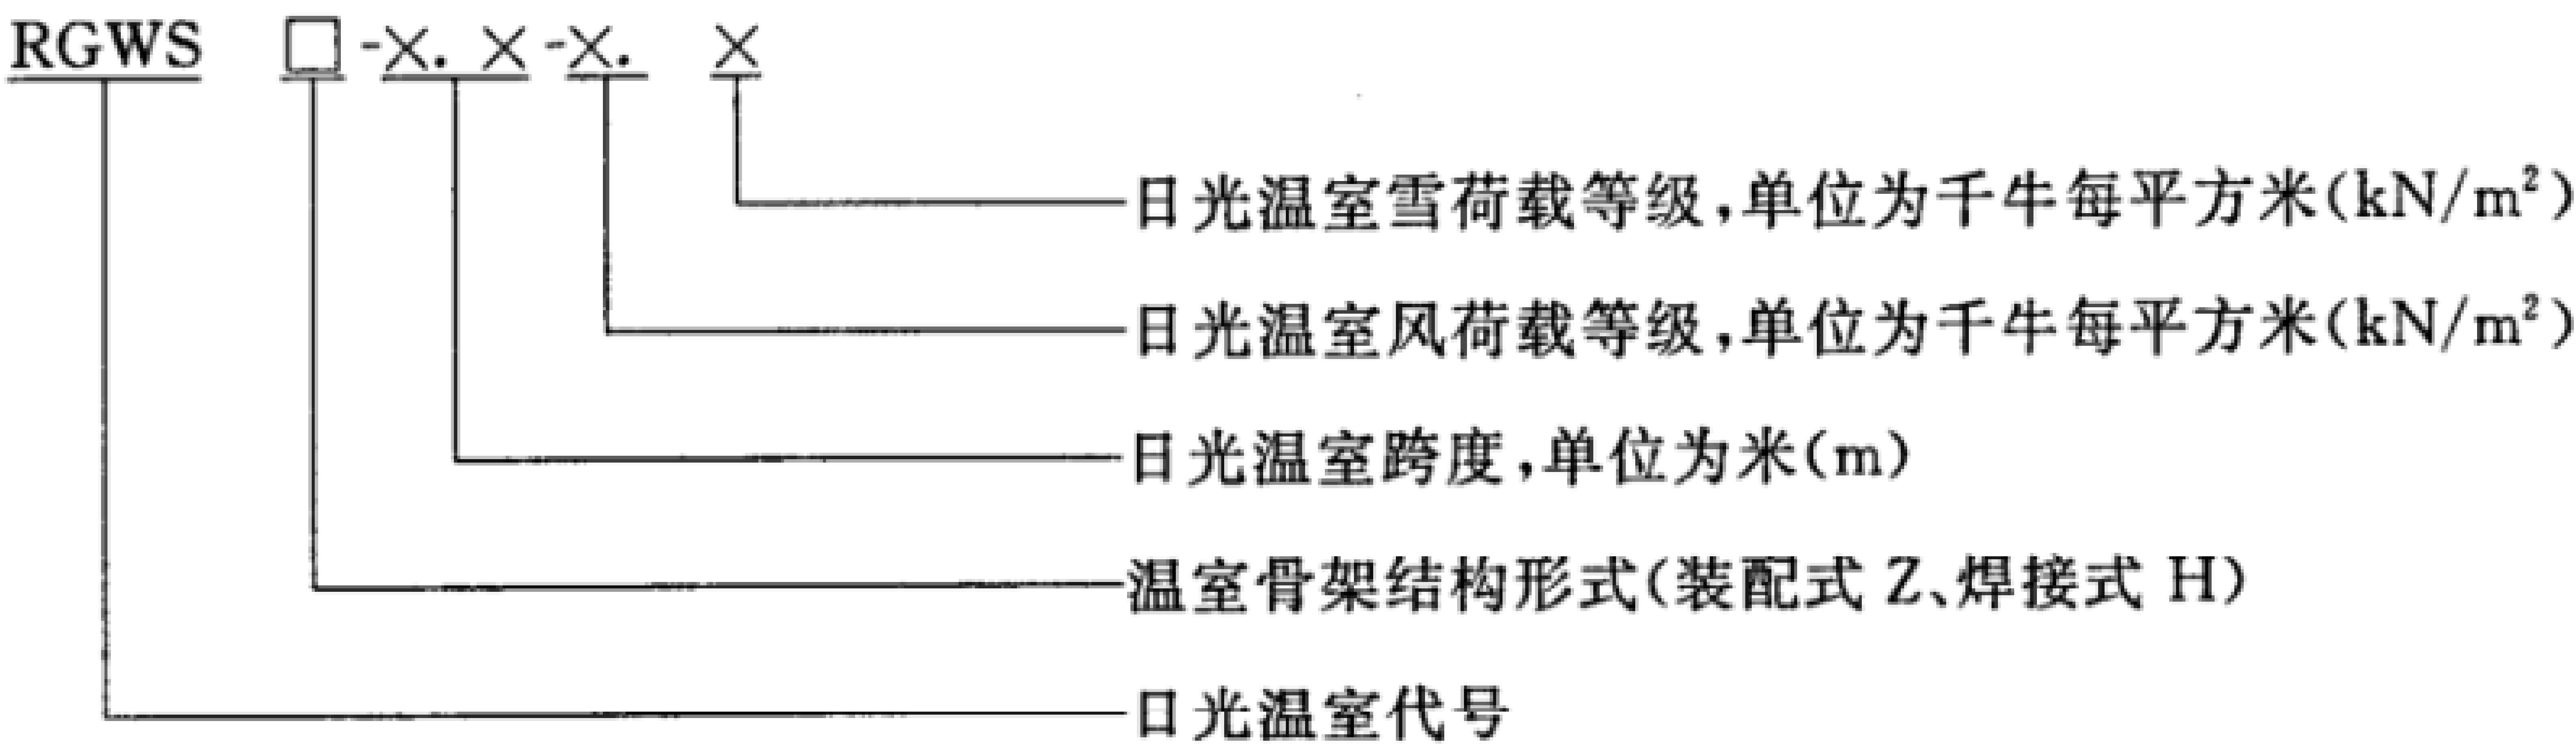 RGWS □-×.×-×. ×
日光温室雪荷载等级,单位为千牛每平方米(kN/m²)
日光温室风荷载等级,单位为千牛每平方米(kN/m²)
日光温室跨度,单位为米(m)
温室骨架结构形式(装配式 Z、焊接式 H)
日光温室代号